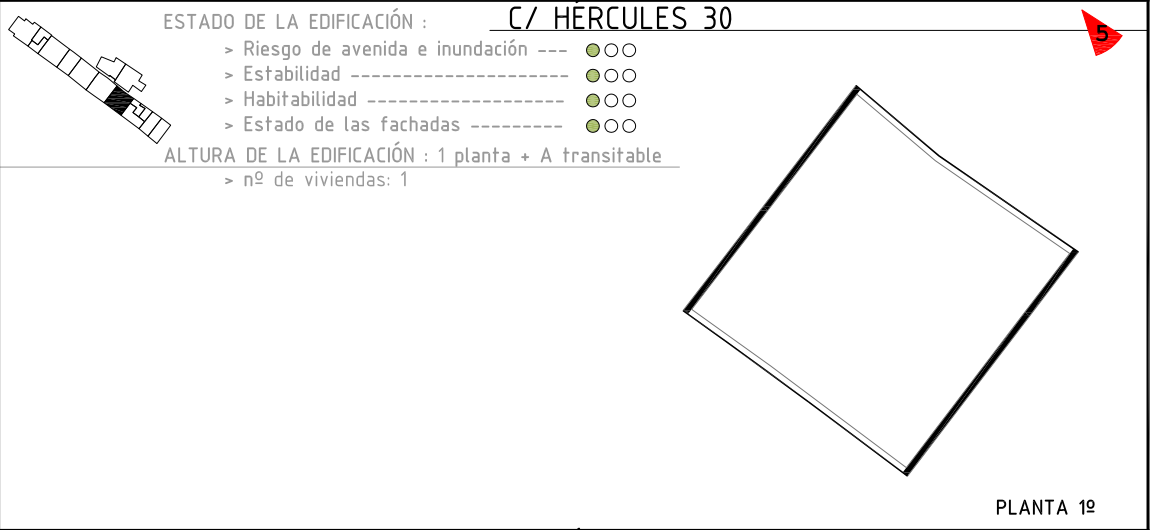 C/ HERCULES 30
5
ESTADO DE LA EDIFICACIÓN :
> Riesgo de avenida e inundación ---
> Estabilidad ---------------------
> Habitabilidad -------------------
> Estado de las fachadas ---------
ALTURA DE LA EDIFICACIÓN : 1 planta + A transitable
> nº de viviendas: 1
PLANTA 1º